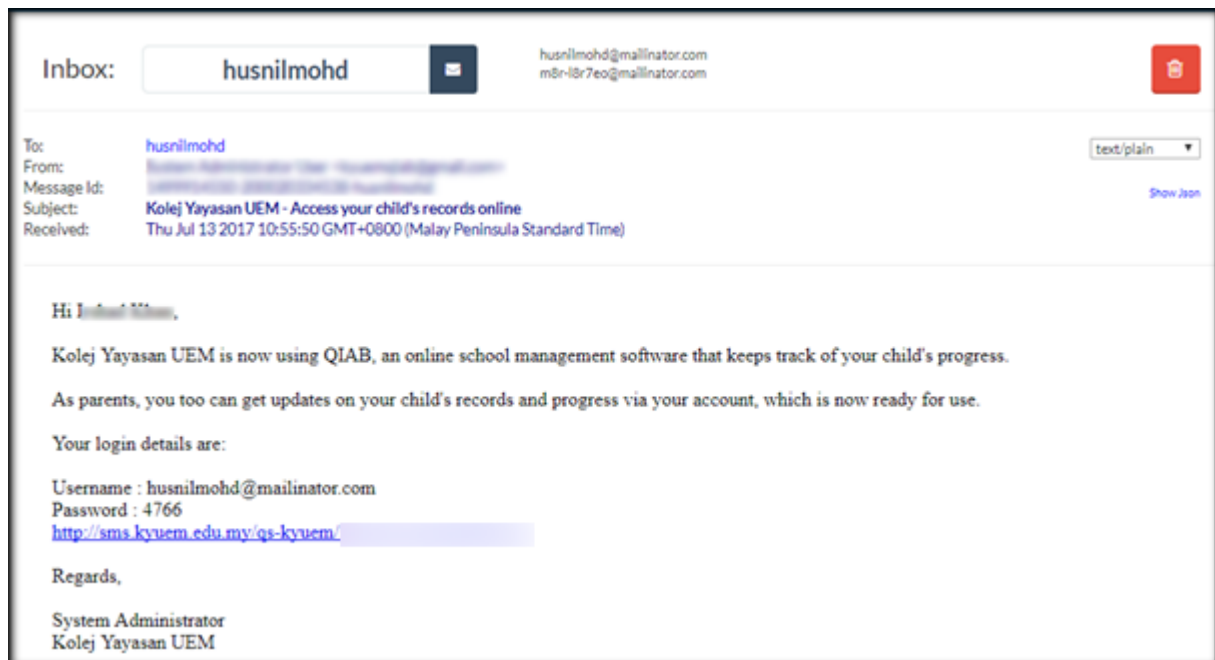 Inbox:
husnilmohd
husnilmohd@mailinator.com
m8r-l8r7eo@mailinator.com
To: husnilmohd
text/plain
From:
Message Id:
Show Json
Subject: Kolej Yayasan UEM - Access your child's records online
Received: Thu Jul 13 2017 10:55:50 GMT+0800 (Malay Peninsula Standard Time)
Hi
Kolej Yayasan UEM is now using QIAB, an online school management software that keeps track of your child's progress.
As parents, you too can get updates on your child's records and progress via your account, which is now ready for use.
Your login details are:
Username : husnilmohd@mailinator.com
Password : 4766
http://sms.kyuem.edu.my/qs-kyuem/
Regards,
System Administrator
Kolej Yayasan UEM